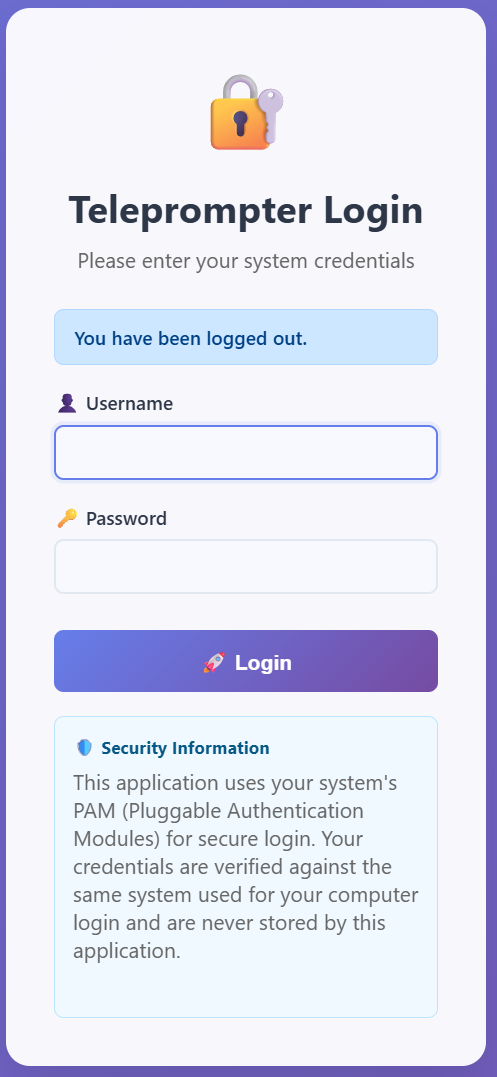 Teleprompter Login
Please enter your system credentials
You have been logged out.
Username
Password
Login
Security Information
This application uses your system's
PAM (Pluggable Authentication
Modules) for secure login. Your
credentials are verified against the
same system used for your computer
login and are never stored by this
application.